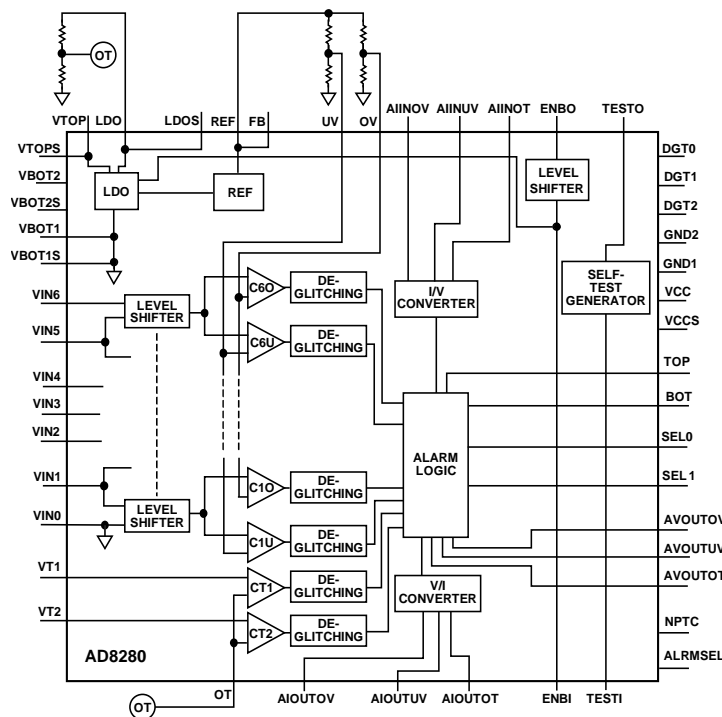 OT
VTOP
LDO
LDOS
REF
FB
UV
OV
AIINOV
AIINUV
AIINOT
ENBO
TESTO
VTOPS
VBOT2
VBOT2S
VBOT1
VBOT1S
VIN6
VIN5
VIN4
VIN3
VIN2
VIN1
VIN0
VT1
VT2
LDO
REF
LEVEL
SHIFTER
LEVEL
SHIFTER
LEVEL
SHIFTER
C6O
C6U
C1O
C1U
CT1
CT2
DE-
GLITCHING
DE-
GLITCHING
DE-
GLITCHING
DE-
GLITCHING
DE-
GLITCHING
DE-
GLITCHING
I/V
CONVERTER
SELF-
TEST
GENERATOR
ALARM
LOGIC
V/I
CONVERTER
DGT0
DGT1
DGT2
GND2
GND1
VCC
VCCS
TOP
BOT
SEL0
SEL1
AVOUTOV
AVOUTUV
AVOUTOT
NPTC
ALRMSEL
AD8280
OT
OT
AIOUTOV
AIOUTUV
AIOUTOT
ENBI
TESTI